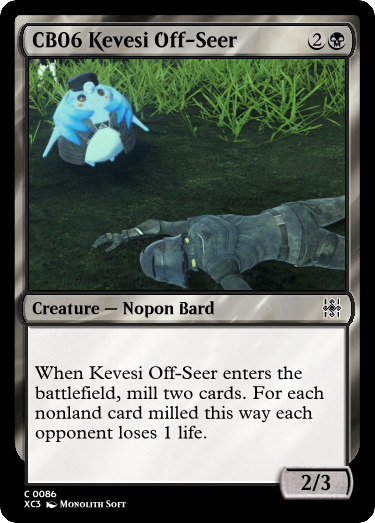 CB06 Kevesi Off-Seer 2
Creature — Nopon Bard
When Kevesi Off-Seer enters the
battlefield, mill two cards. For each
nonland card milled this way each
opponent loses 1 life.
2/3
C 0086
XC3 Monolith Soft